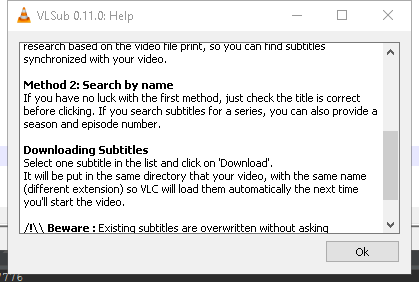 VLSub 0.11.0: Help
research based on the video file print, so you can find subtitles
synchronized with your video.
Method 2: Search by name
If you have no luck with the first method, just check the title is correct
before clicking. If you search subtitles for a series, you can also provide a
season and episode number.
Downloading Subtitles
Select one subtitle in the list and click on 'Download'.
It will be put in the same directory that your video, with the same name
(different extension) so VLC will load them automatically the next time
you'll start the video.
/!\\ Beware : Existing subtitles are overwritten without asking
Ok